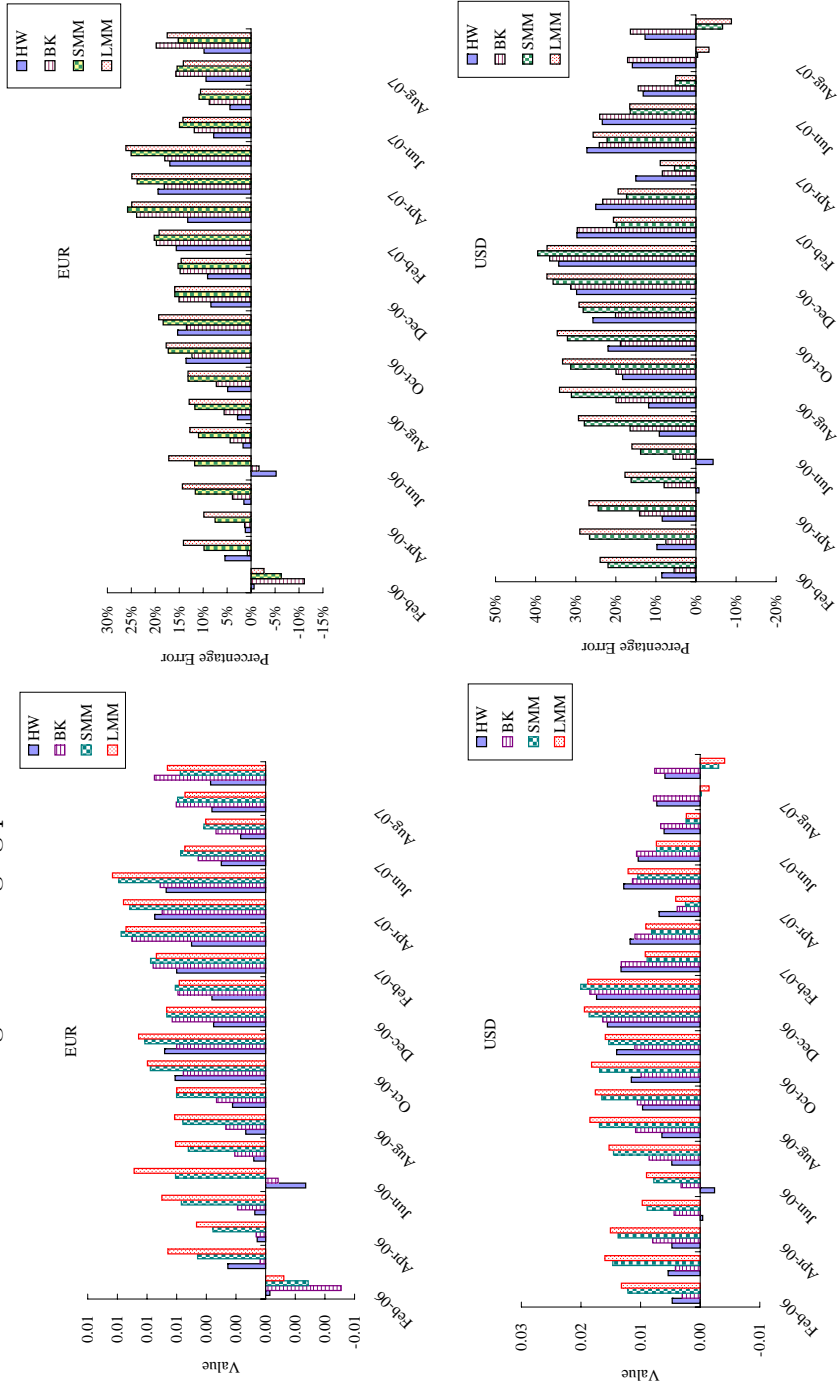 EUR
Value
0.01
0.01
0.01
0.01
0.00
0.00
0.00
0.00
0.00
-0.01
Feb-06
Apr-06
Jun-06
Aug-06
Oct-06
Dec-06
Feb-07
Apr-07
Jun-07
Aug-07
HW
BK
SMM
LMM
EUR
Percentage Error
30%
25%
20%
15%
10%
5%
0%
-5%
-10%
-15%
Feb-06
Apr-06
Jun-06
Aug-06
Oct-06
Dec-06
Feb-07
Apr-07
Jun-07
Aug-07
HW
BK
SMM
LMM
USD
Value
0.03
0.02
0.01
0.00
-0.01
Feb-06
Apr-06
Jun-06
Aug-06
Oct-06
Dec-06
Feb-07
Apr-07
Jun-07
Aug-07
HW
BK
SMM
LMM
USD
Percentage Error
50%
40%
30%
20%
10%
0%
-10%
-20%
Feb-06
Apr-06
Jun-06
Aug-06
Oct-06
Dec-06
Feb-07
Apr-07
Jun-07
Aug-07
HW
BK
SMM
LMM